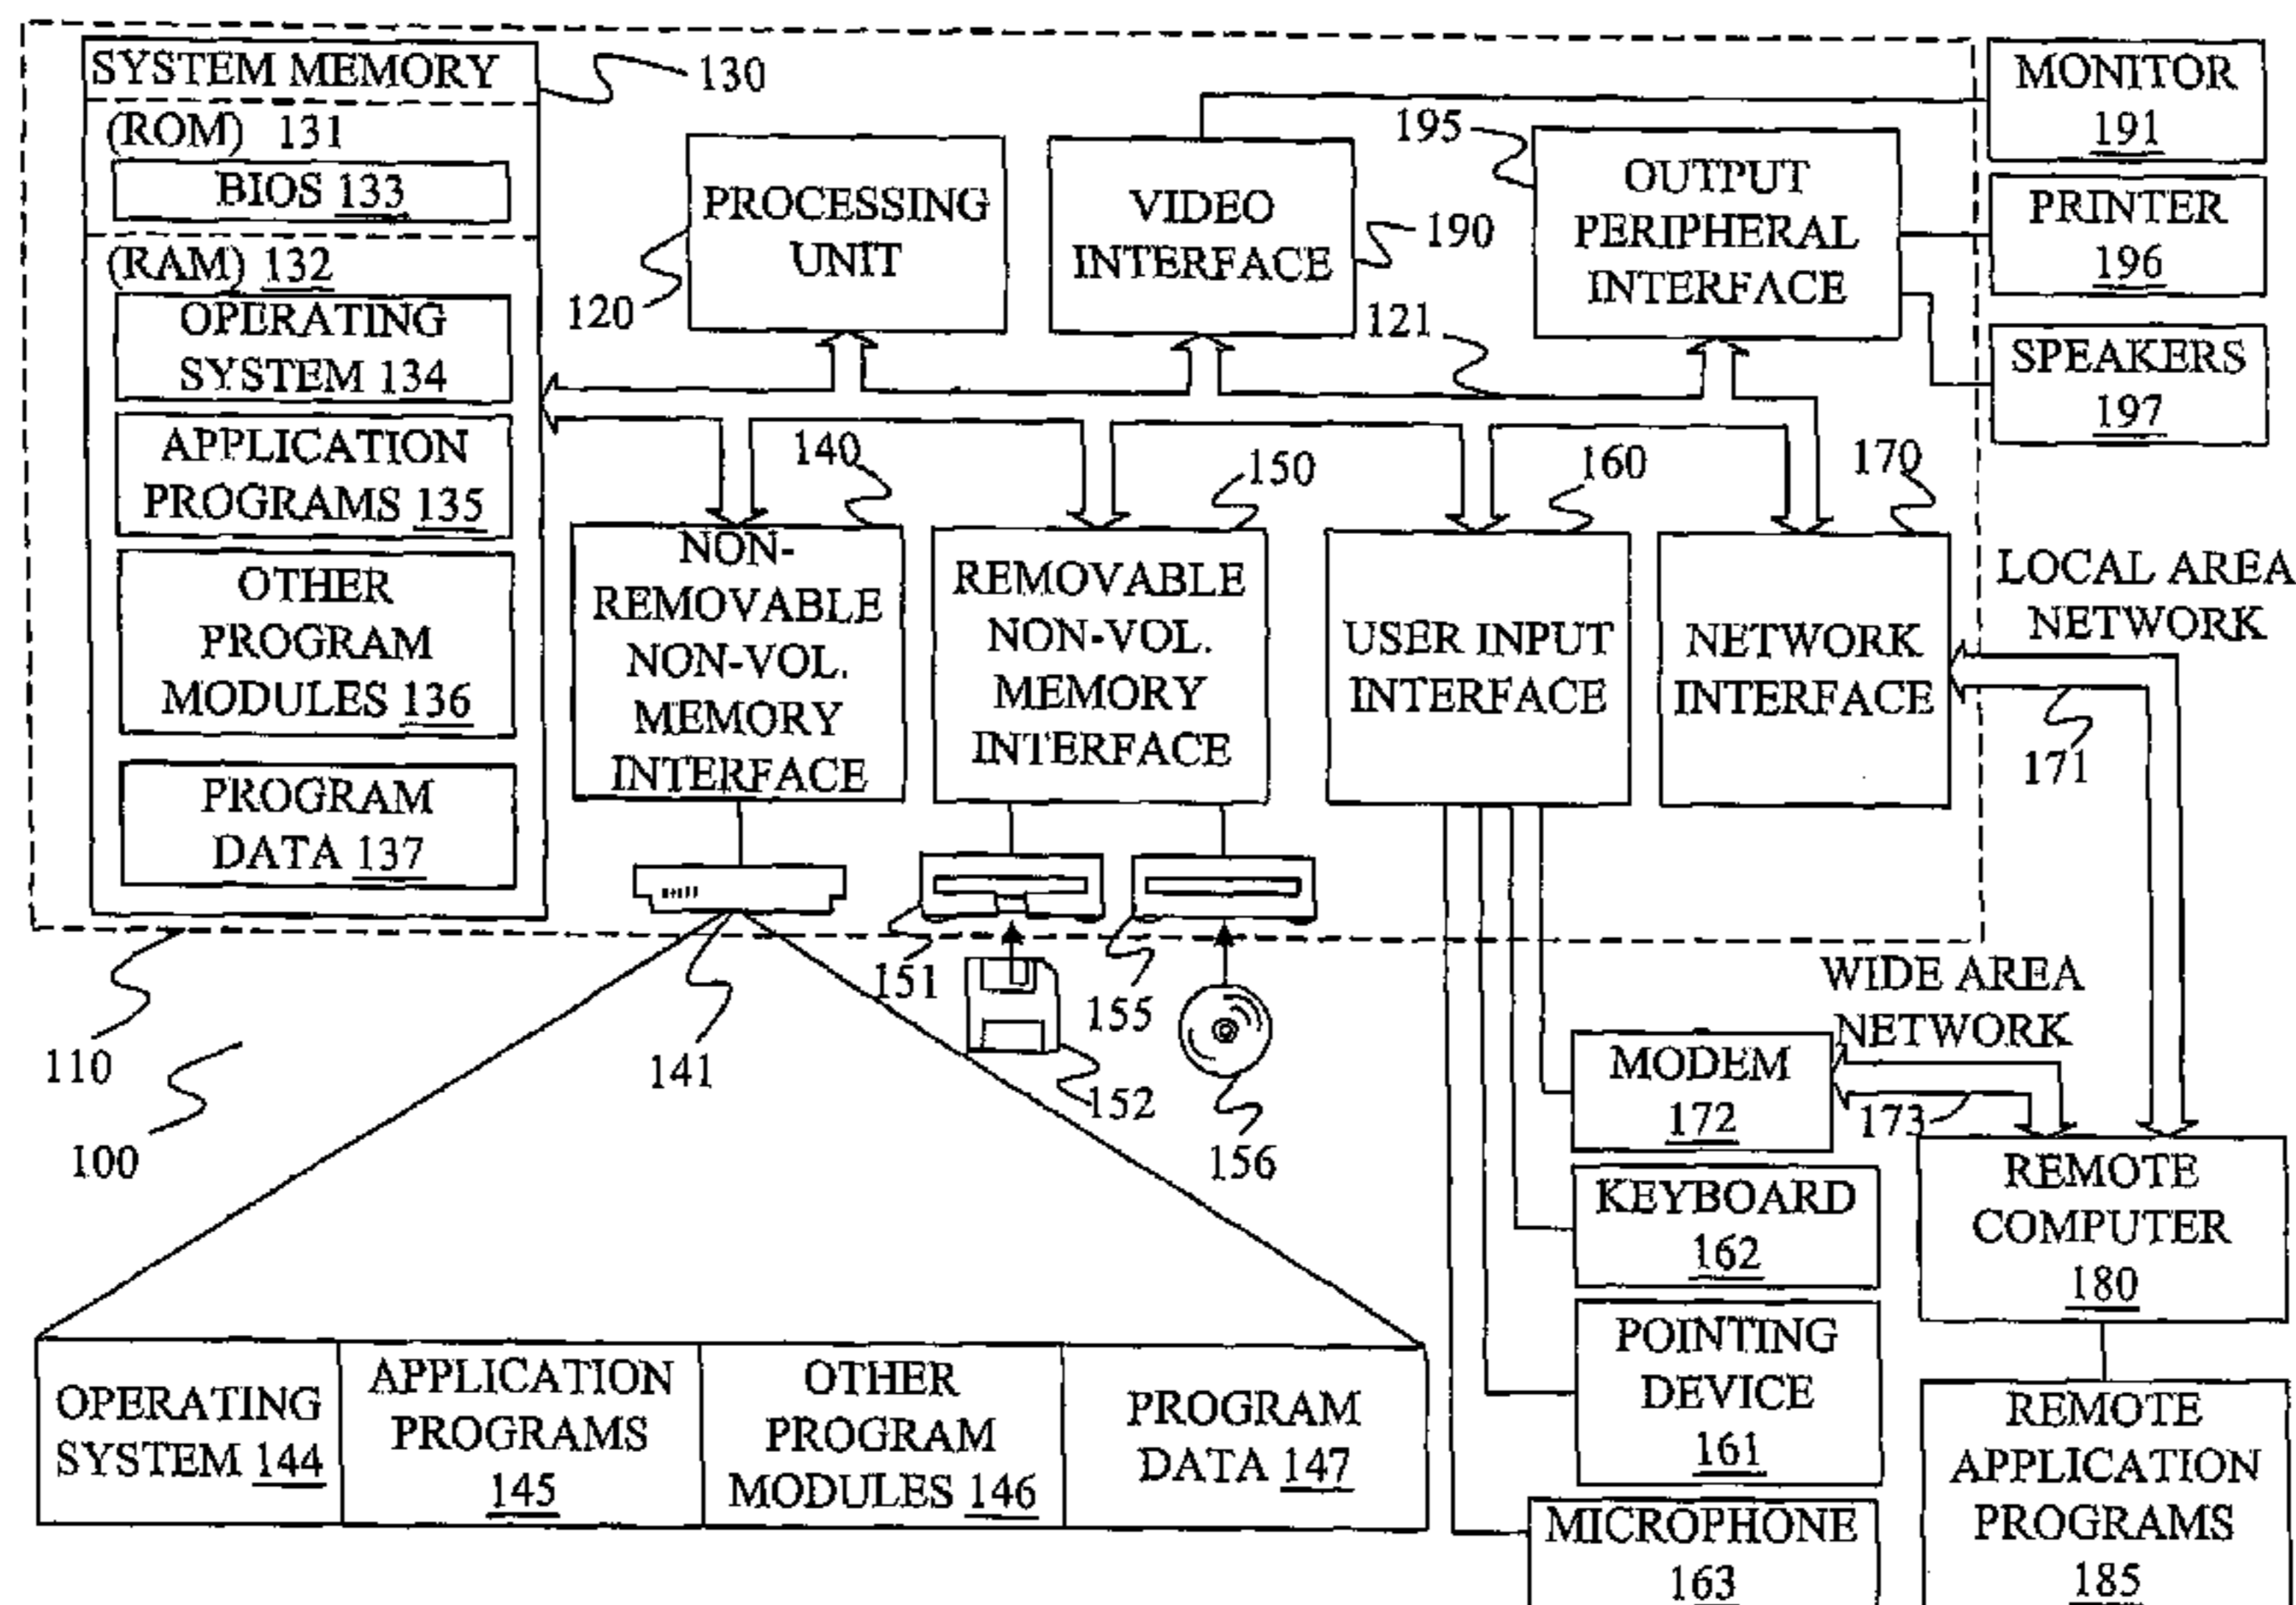 SYSTEM MEMORY
130
(ROM) 131
BIOS 133
(RAM) 132
OPERATING
SYSTEM 134
APPLICATION
PROGRAMS 135
OTHER
PROGRAM
MODULES 136
PROGRAM
DATA 137
PROCESSING
UNIT
120
VIDEO
INTERFACE
190
121
195
OUTPUT
PERIPHERAL
INTERFACE
MONITOR
191
PRINTER
196
SPEAKERS
197
140
NON-
REMOVABLE
NON-VOL.
MEMORY
INTERFACE
150
REMOVABLE
NON-VOL.
MEMORY
INTERFACE
160
USER INPUT
INTERFACE
170
NETWORK
INTERFACE
LOCAL AREA
NETWORK
171
110
100
141
151
152
155
156
WIDE AREA
NETWORK
173
MODEM
172
KEYBOARD
162
POINTING
DEVICE
161
MICROPHONE
163
REMOTE
COMPUTER
180
REMOTE
APPLICATION
PROGRAMS
185
OPERATING
SYSTEM 144
APPLICATION
PROGRAMS
145
OTHER
PROGRAM
MODULES 146
PROGRAM
DATA 147